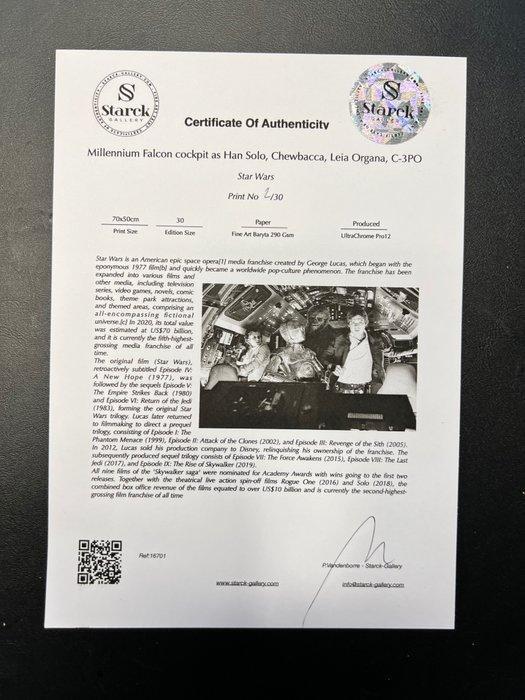 Starck
GALLERY
Starck
GALLERY
Certificate Of Authenticity
Millennium Falcon cockpit as Han Solo, Chewbacca, Leia Organa, C-3PO
Star Wars
Print No 2/30
70x50cm 30 Paper Produced
Print Size Edition Size Fine Art Baryta 290 Gsm UltraChrome Pro12
Star Wars is an American epic space opera[1] media franchise created by George Lucas, which began with the
eponymous 1977 film[b] and quickly became a worldwide pop-culture phenomenon. The franchise has been
expanded into various films and
other media, including television
series, video games, novels, comic
books, theme park attractions,
and themed areas, comprising an
all-encompassing fictional
universe.[c] In 2020, its total value
was estimated at US$70 billion,
and it is currently the fifth-highest-
grossing media franchise of all
time.
The original film (Star Wars),
retroactively subtitled Episode IV:
A New Hope (1977), was
followed by the sequels Episode V:
The Empire Strikes Back (1980)
and Episode VI: Return of the Jedi
(1983), forming the original Star
Wars trilogy. Lucas later returned
to filmmaking to direct a prequel
trilogy, consisting of Episode I: The
Phantom Menace (1999), Episode II: Attack of the Clones (2002), and Episode III: Revenge of the Sith (2005).
In 2012, Lucas sold his production company to Disney, relinquishing his ownership of the franchise. The
subsequently produced sequel trilogy consists of Episode VII: The Force Awakens (2015), Episode VIII: The Last
Jedi (2017), and Episode IX: The Rise of Skywalker (2019).
All nine films of the 'Skywalker saga' were nominated for Academy Awards with wins going to the first two
releases. Together with the theatrical live action spin-off films Rogue One (2016) and Solo (2018), the
combined box office revenue of the films equated to over US$10 billion and is currently the second-highest-
grossing film franchise of all time
Ref:16701
P.Vandenborre - Starck-Gallery
www.starck-gallery.com
info@starck-gallery.com